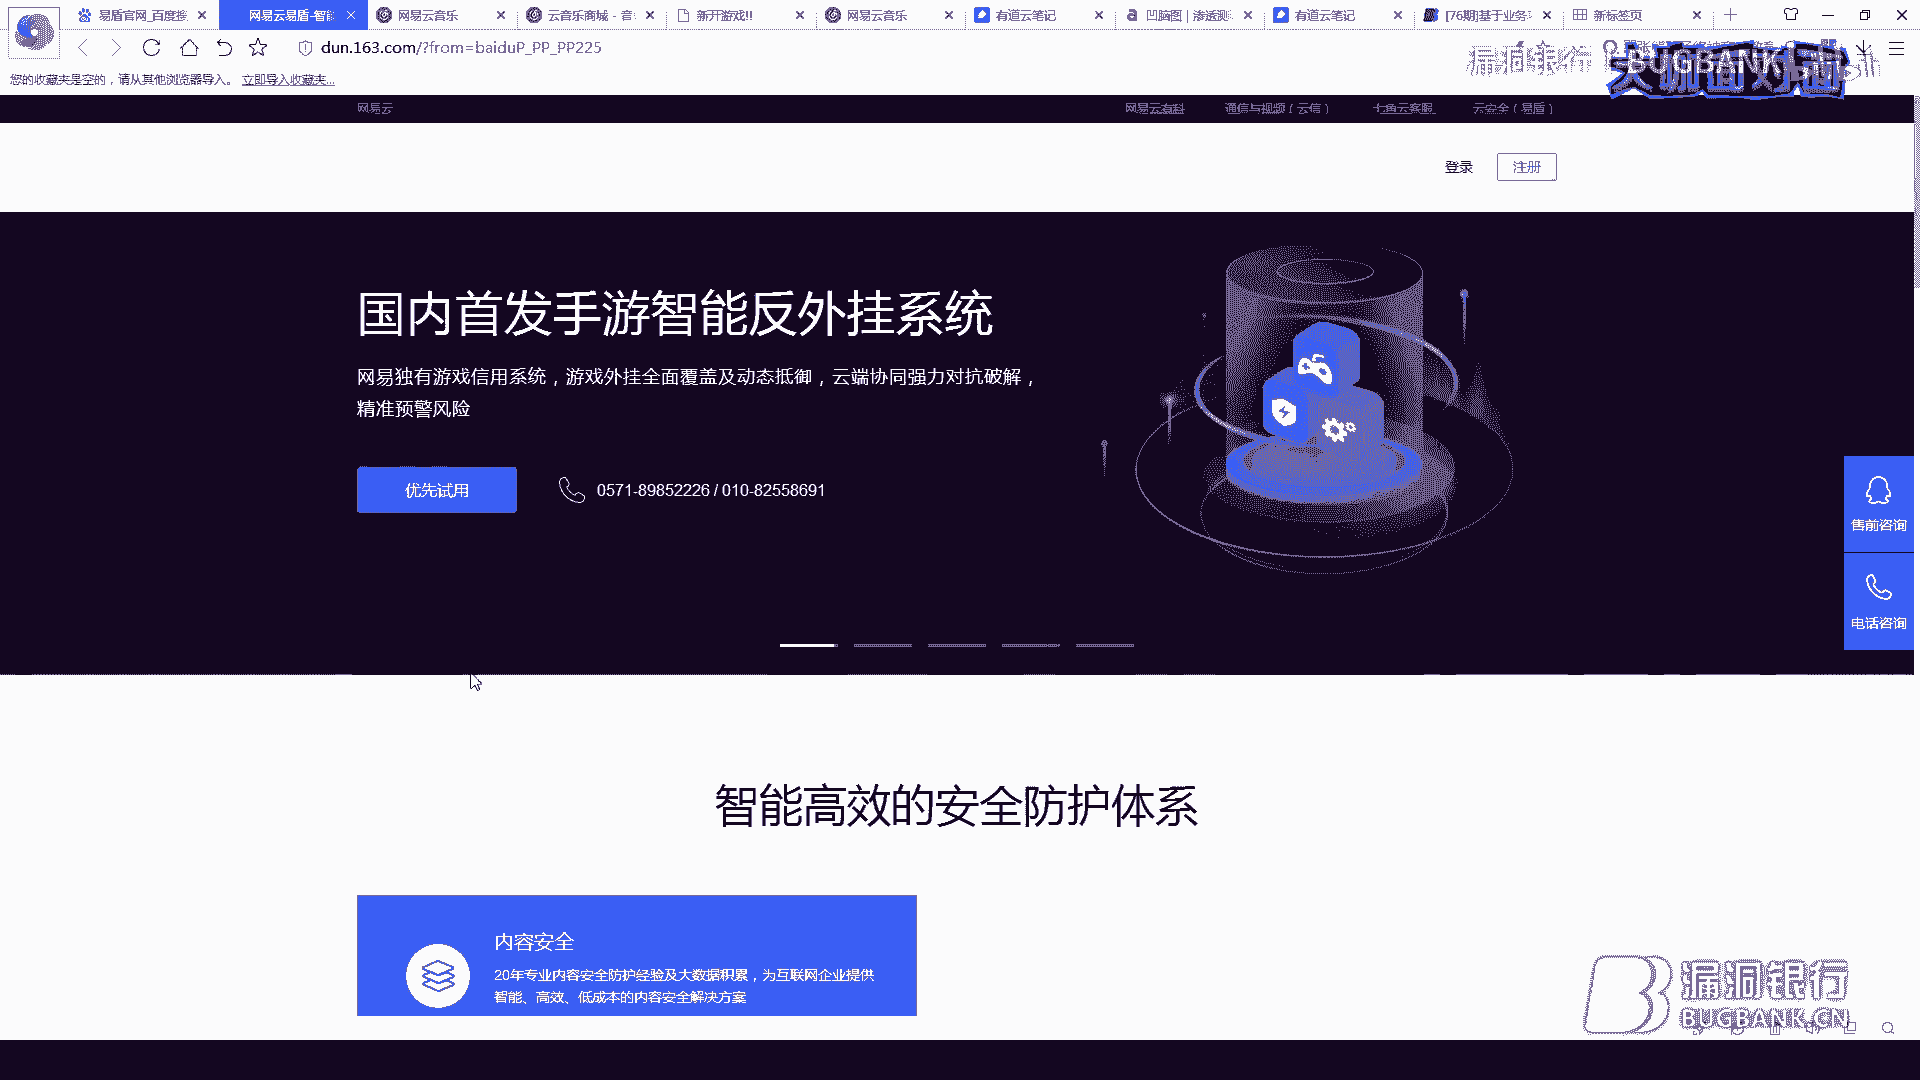 易盾官网_百度搜
网易云易盾-智能
网易云音乐
云音乐商城 - 音
新开游戏!!
网易云音乐
有道云笔记
凹脑图 | 渗透测
有道云笔记
[76期]基于业务
新标签页
dun.163.com/?from=baiduP_PP_PP225
漏洞银行
BUGBANK
大咖面对面
您的收藏夹是空的，请从其他浏览器导入。 立即导入收藏夹...
网易云
网易云有料
通信与视频（云信）
七鱼云客服
云安全（易盾）
登录
注册
国内首发手游智能反外挂系统
网易独有游戏信用系统，游戏外挂全面覆盖及动态抵御，云端协同强力对抗破解，
精准预警风险
优先试用
0571-89852226 / 010-82558691
售前咨询
电话咨询
智能高效的安全防护体系
内容安全
20年专业内容安全防护经验及大数据积累，为互联网企业提供
智能、高效、低成本的内容安全解决方案
漏洞银行
BUGBANK.CN